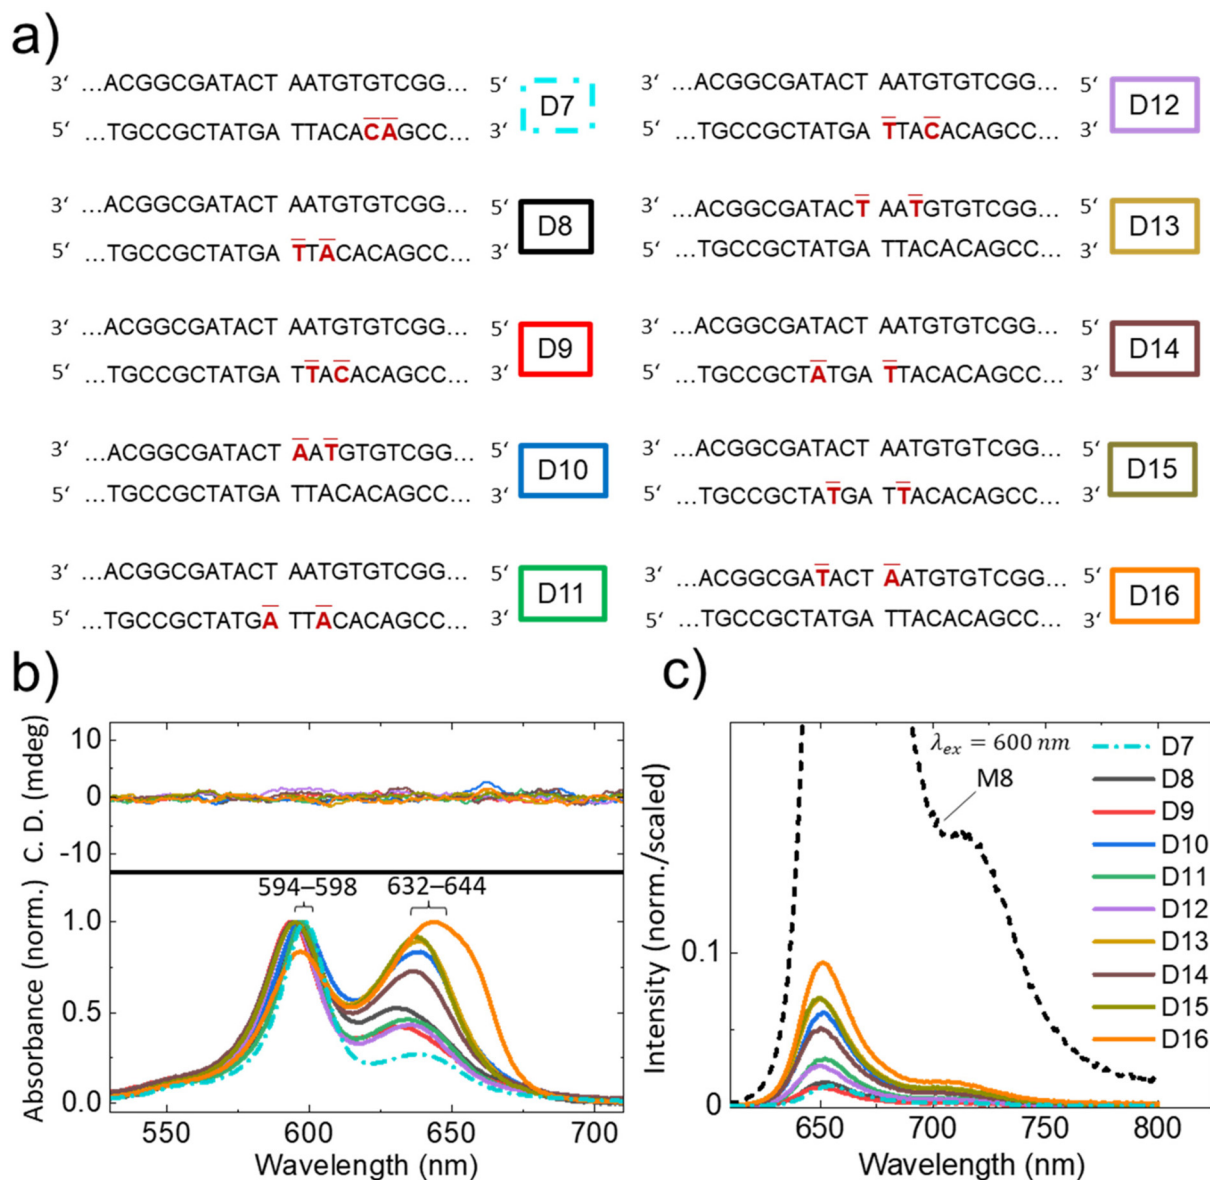 a)
3‘ ...ACGGCGATACT AATGTGTCGG... 5‘
5‘ ...TGCCGCTATGA TTACACAGCC... 3‘
D7
3‘ ...ACGGCGATACT AATGTGTCGG... 5‘
5‘ ...TGCCGCTATGA TTACACAGCC... 3‘
D8
3‘ ...ACGGCGATACT AATGTGTCGG... 5‘
5‘ ...TGCCGCTATGA TTACACAGCC... 3‘
D9
3‘ ...ACGGCGATACT AATGTGTCGG... 5‘
5‘ ...TGCCGCTATGA TTACACAGCC... 3‘
D10
3‘ ...ACGGCGATACT AATGTGTCGG... 5‘
5‘ ...TGCCGCTATGA TTACACAGCC... 3‘
D11
3‘ ...ACGGCGATACT AATGTGTCGG... 5‘
5‘ ...TGCCGCTATGA TTACACAGCC... 3‘
D12
3‘ ...ACGGCGATACT AATGTGTCGG... 5‘
5‘ ...TGCCGCTATGA TTACACAGCC... 3‘
D13
3‘ ...ACGGCGATACT AATGTGTCGG... 5‘
5‘ ...TGCCGCTATGA TTACACAGCC... 3‘
D14
3‘ ...ACGGCGATACT AATGTGTCGG... 5‘
5‘ ...TGCCGCTATGA TTACACAGCC... 3‘
D15
3‘ ...ACGGCGATACT AATGTGTCGG... 5‘
5‘ ...TGCCGCTATGA TTACACAGCC... 3‘
D16
b)
C. D. (mdeg)
10
0
-10
594–598
632–644
Absorbance (norm.)
1.0
0.5
0.0
550
600
650
700
Wavelength (nm)
c)
Intensity (norm./scaled)
0.1
0
λex = 600 nm
M8
D7
D8
D9
D10
D11
D12
D13
D14
D15
D16
650
700
750
800
Wavelength (nm)